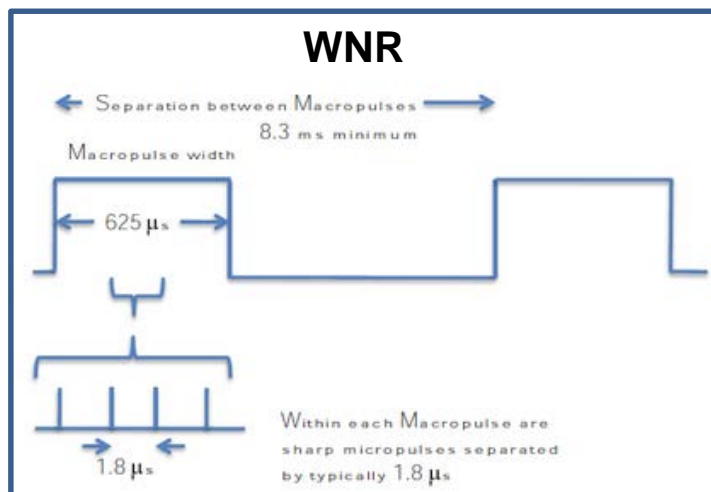 WNR
Separation between Macropulses
8.3 ms minimum
Macropulse width
625 μs
1.8 μs
Within each Macropulse are
sharp micropulses separated
by typically 1.8 μs